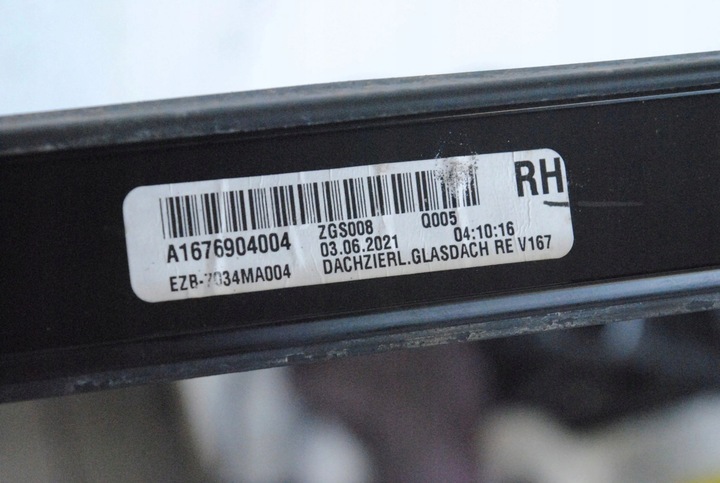 RH
A1676904004
ZGS008 Q005
03.06.2021 04:10:16
EZB-7034MA004
DACHZIERL.GLASDACH RE V167